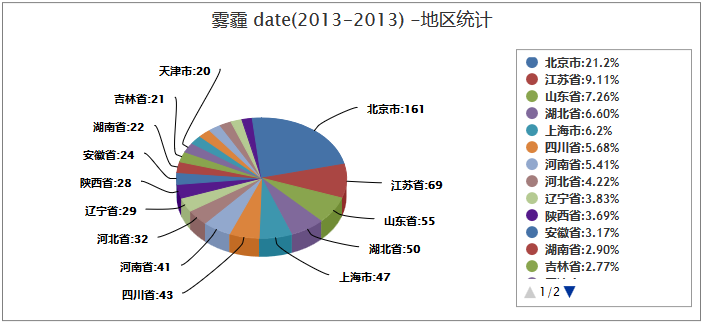 雾霾 date(2013-2013) -地区统计
天津市:20
吉林省:21
湖南省:22
安徽省:24
陕西省:28
辽宁省:29
河北省:32
河南省:41
四川省:43
北京市:161
江苏省:69
山东省:55
湖北省:50
上海市:47
北京市:21.2%
江苏省:9.11%
山东省:7.26%
湖北省:6.60%
上海市:6.2%
四川省:5.68%
河南省:5.41%
河北省:4.22%
辽宁省:3.83%
陕西省:3.69%
安徽省:3.17%
湖南省:2.90%
吉林省:2.77%
1/2